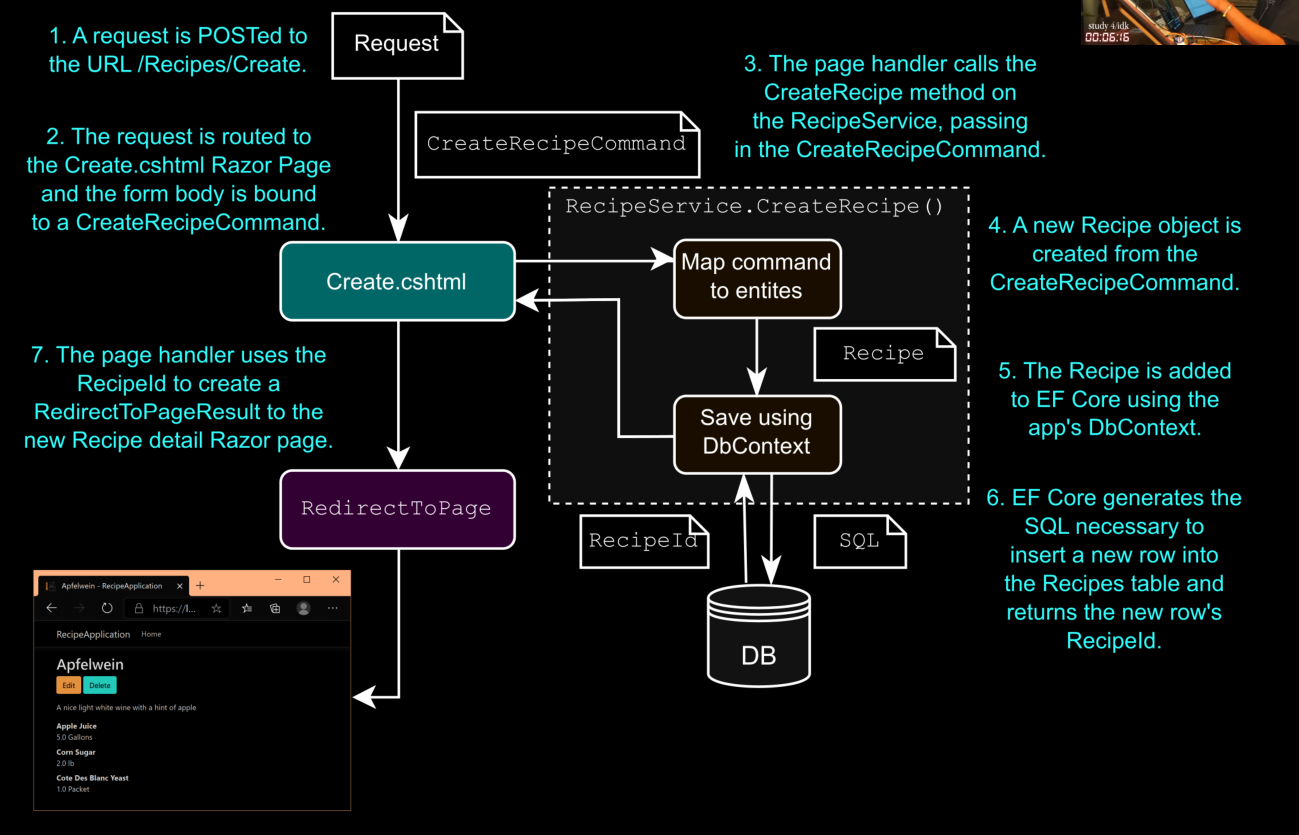 1. A request is POSTed to
the URL /Recipes/Create.
Request
study 4/idk
00:06:16
2. The request is routed to
the Create.cshtml Razor Page
and the form body is bound
to a CreateRecipeCommand.
CreateRecipeCommand
3. The page handler calls the
CreateRecipe method on
the RecipeService, passing
in the CreateRecipeCommand.
RecipeService.CreateRecipe()
Create.cshtml
Map command
to entites
4. A new Recipe object is
created from the
CreateRecipeCommand.
Recipe
Save using
DbContext
5. The Recipe is added
to EF Core using the
app's DbContext.
RecipeId
SQL
DB
6. EF Core generates the
SQL necessary to
insert a new row into
the Recipes table and
returns the new row's
RecipeId.
7. The page handler uses the
RecipeId to create a
RedirectToPageResult to the
new Recipe detail Razor page.
RedirectToPage
Apfelwein - RecipeApplication
https://l...
RecipeApplication Home
Apfelwein
Edit Delete
A nice light white wine with a hint of apple
Apple Juice
5.0 Gallons
Corn Sugar
2.0 lb
Cote Des Blanc Yeast
1.0 Packet